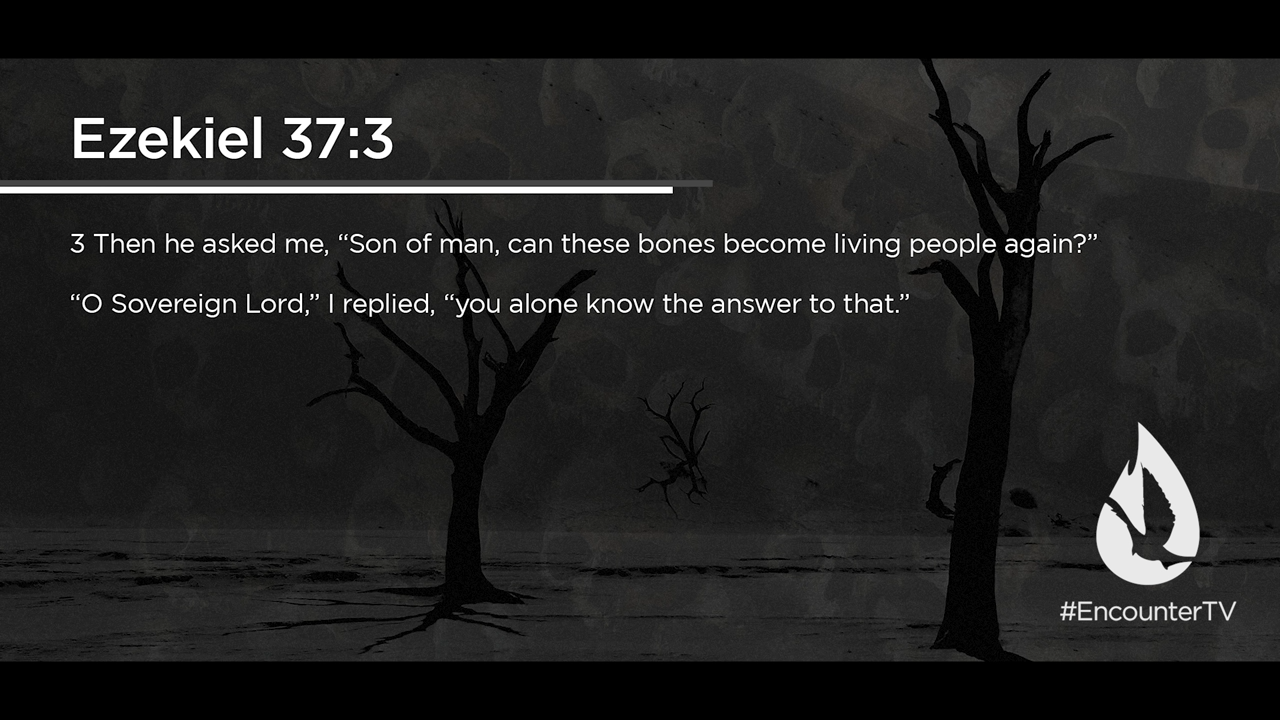 Ezekiel 37:3
3 Then he asked me, “Son of man, can these bones become living people again?”
“O Sovereign Lord,” I replied, “you alone know the answer to that.”
#EncounterTV